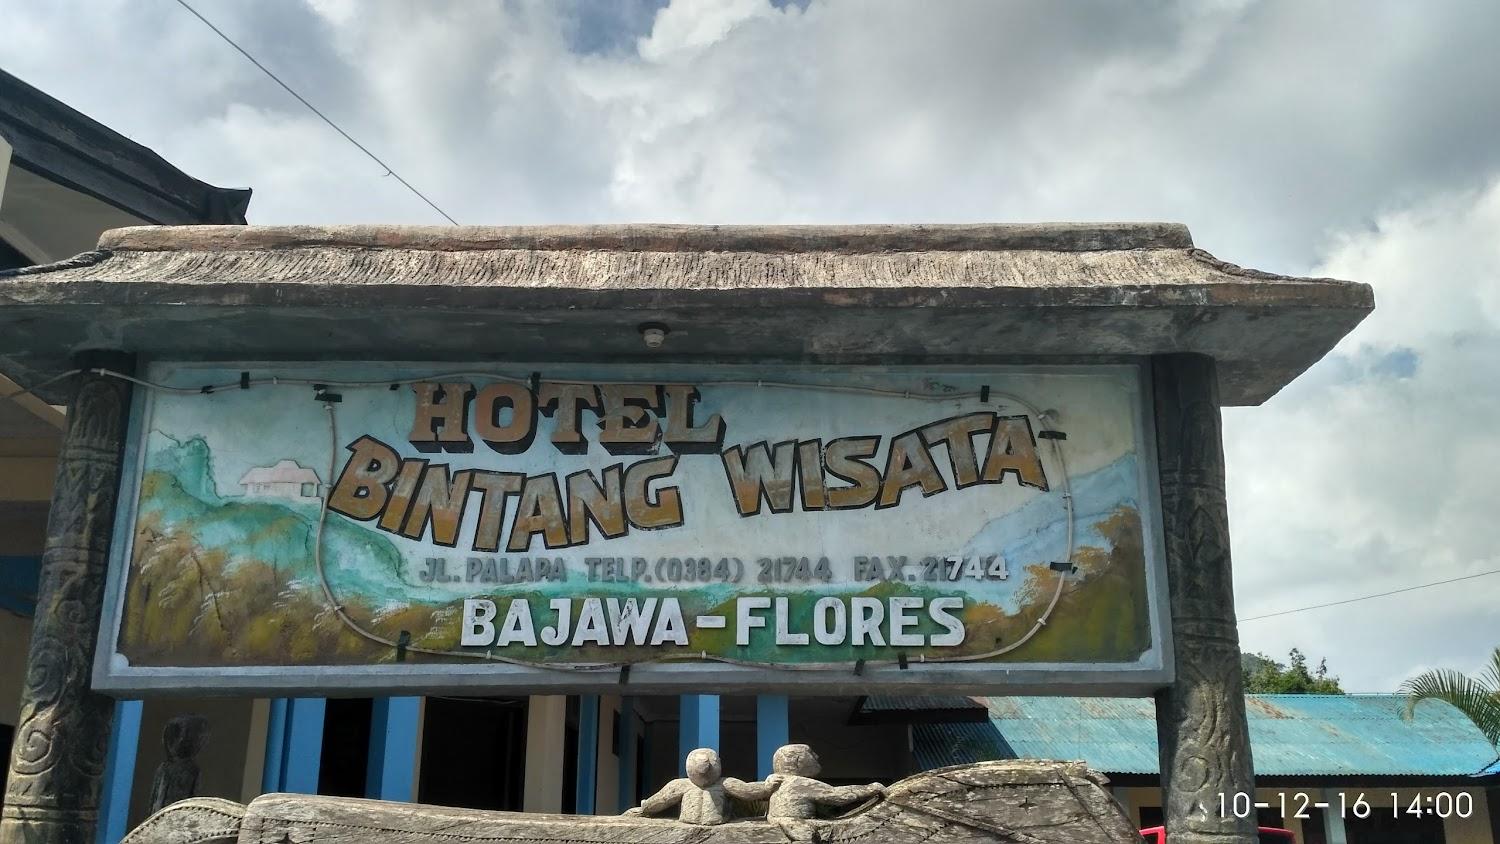 HOTEL
BINTANG WISATA
JL. PALAPA TELP.(0384) 21744 FAX. 21744
BAJAWA - FLORES
10-12-16 14:00